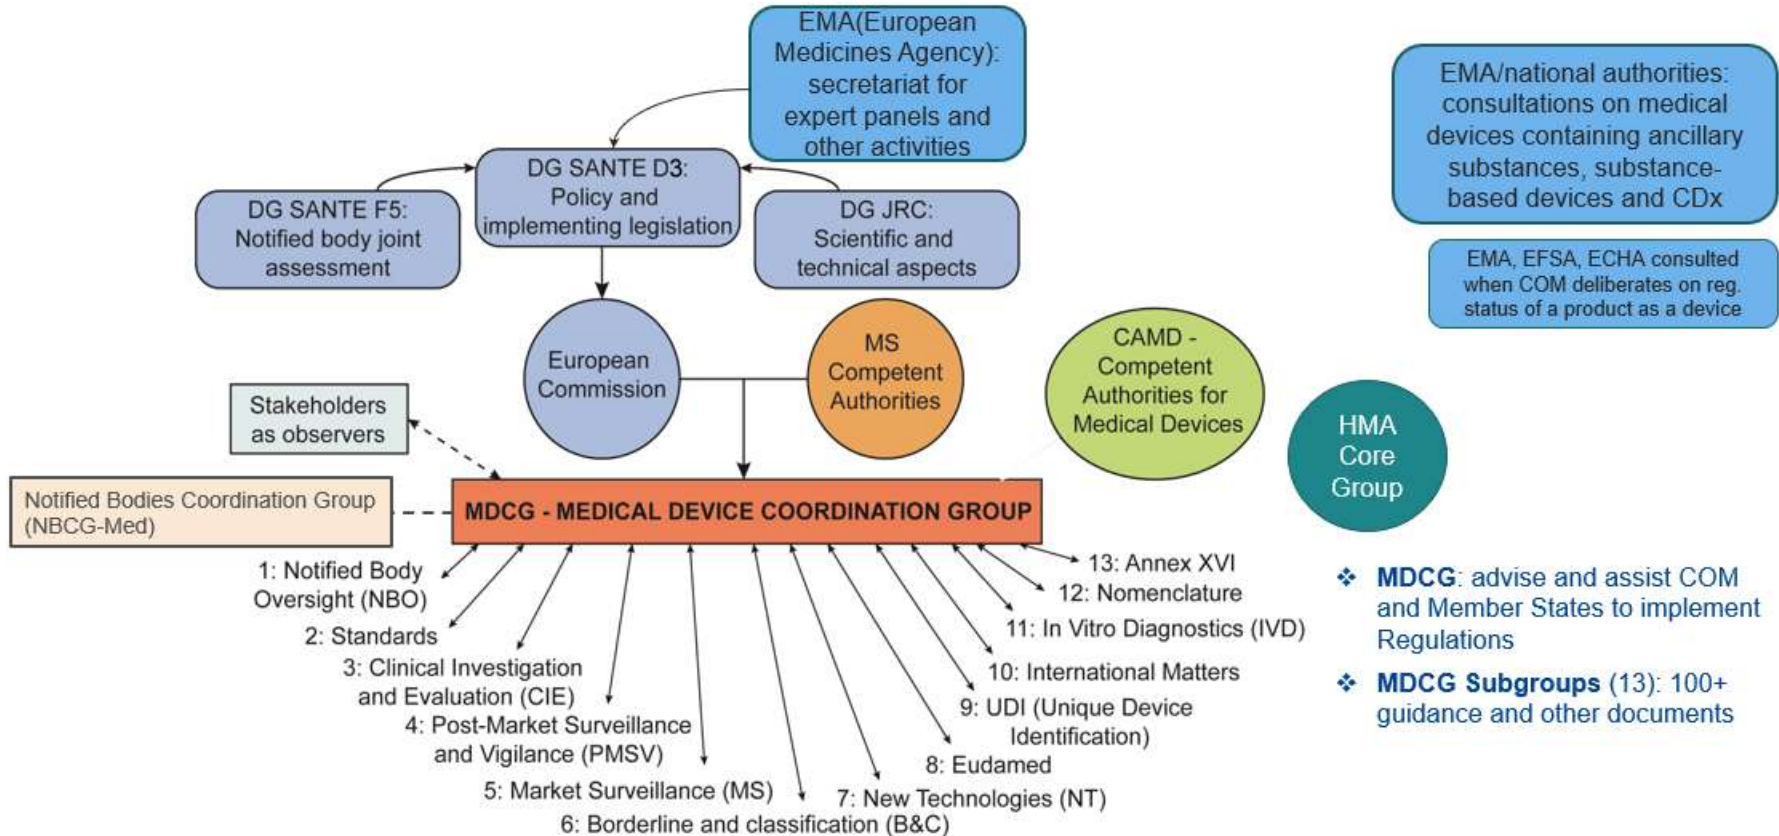 EMA(European
Medicines Agency):
secretariat for
expert panels and
other activities
EMA/national authorities:
consultations on medical
devices containing ancillary
substances, substance-
based devices and CDx
DG SANTE D3:
Policy and
implementing legislation
DG SANTE F5:
Notified body joint
assessment
DG JRC:
Scientific and
technical aspects
EMA, EFSA, ECHA consulted
when COM deliberates on reg.
status of a product as a device
European
Commission
MS
Competent
Authorities
CAMD -
Competent
Authorities for
Medical Devices
HMA
Core
Group
Stakeholders
as observers
Notified Bodies Coordination Group
(NBCG-Med)
MDCG - MEDICAL DEVICE COORDINATION GROUP
1: Notified Body
Oversight (NBO)
2: Standards
3: Clinical Investigation
and Evaluation (CIE)
4: Post-Market Surveillance
and Vigilance (PMSV)
5: Market Surveillance (MS)
6: Borderline and classification (B&C)
7: New Technologies (NT)
8: Eudamed
9: UDI (Unique Device
Identification)
10: International Matters
11: In Vitro Diagnostics (IVD)
12: Nomenclature
13: Annex XVI
❖ MDCG: advise and assist COM
and Member States to implement
Regulations
❖ MDCG Subgroups (13): 100+
guidance and other documents